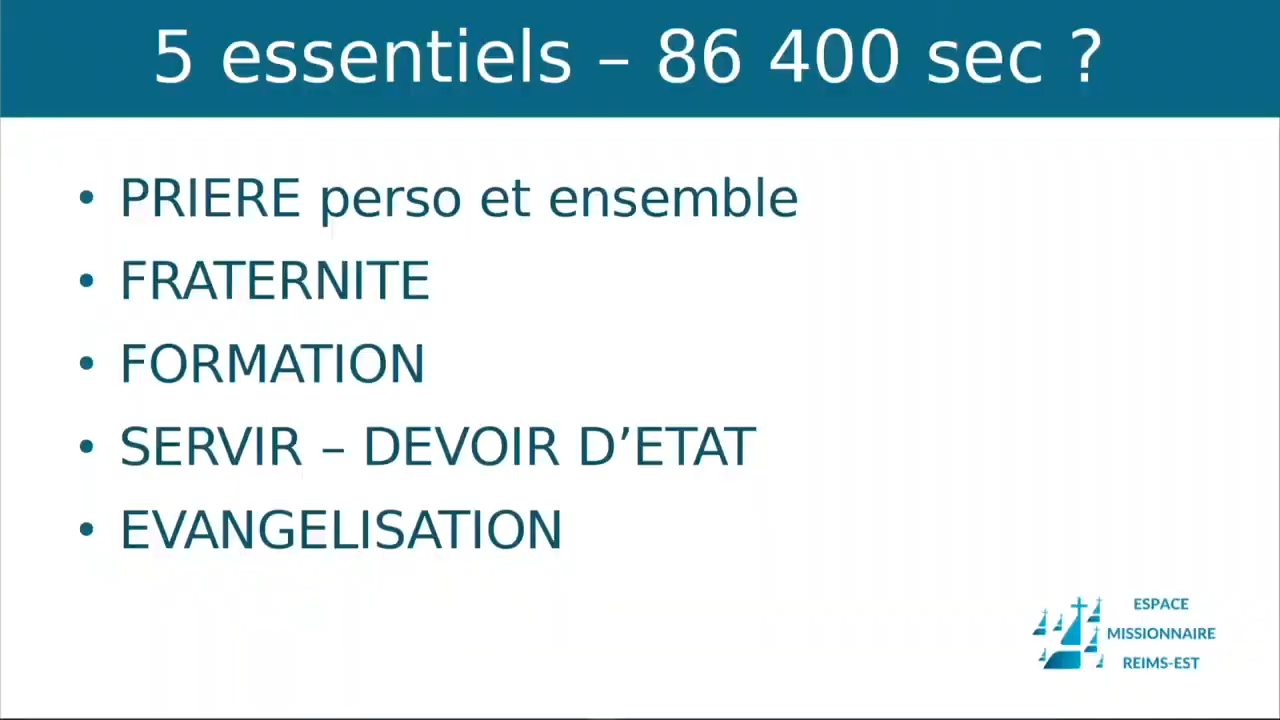 5 essentiels – 86 400 sec ?
• PRIERE perso et ensemble
• FRATERNITE
• FORMATION
• SERVIR – DEVOIR D’ETAT
• EVANGELISATION
ESPACE
MISSIONNAIRE
REIMS-EST